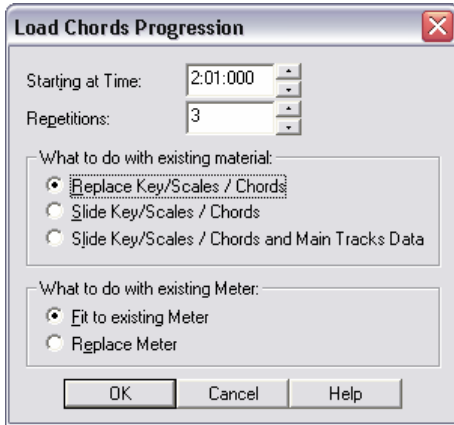 Load Chords Progression
Starting at Time: 2:01:000
Repetitions: 3
What to do with existing material:
Replace Key/Scales / Chords
Slide Key/Scales / Chords
Slide Key/Scales / Chords and Main Tracks Data
What to do with existing Meter:
Fit to existing Meter
Replace Meter
OK Cancel Help